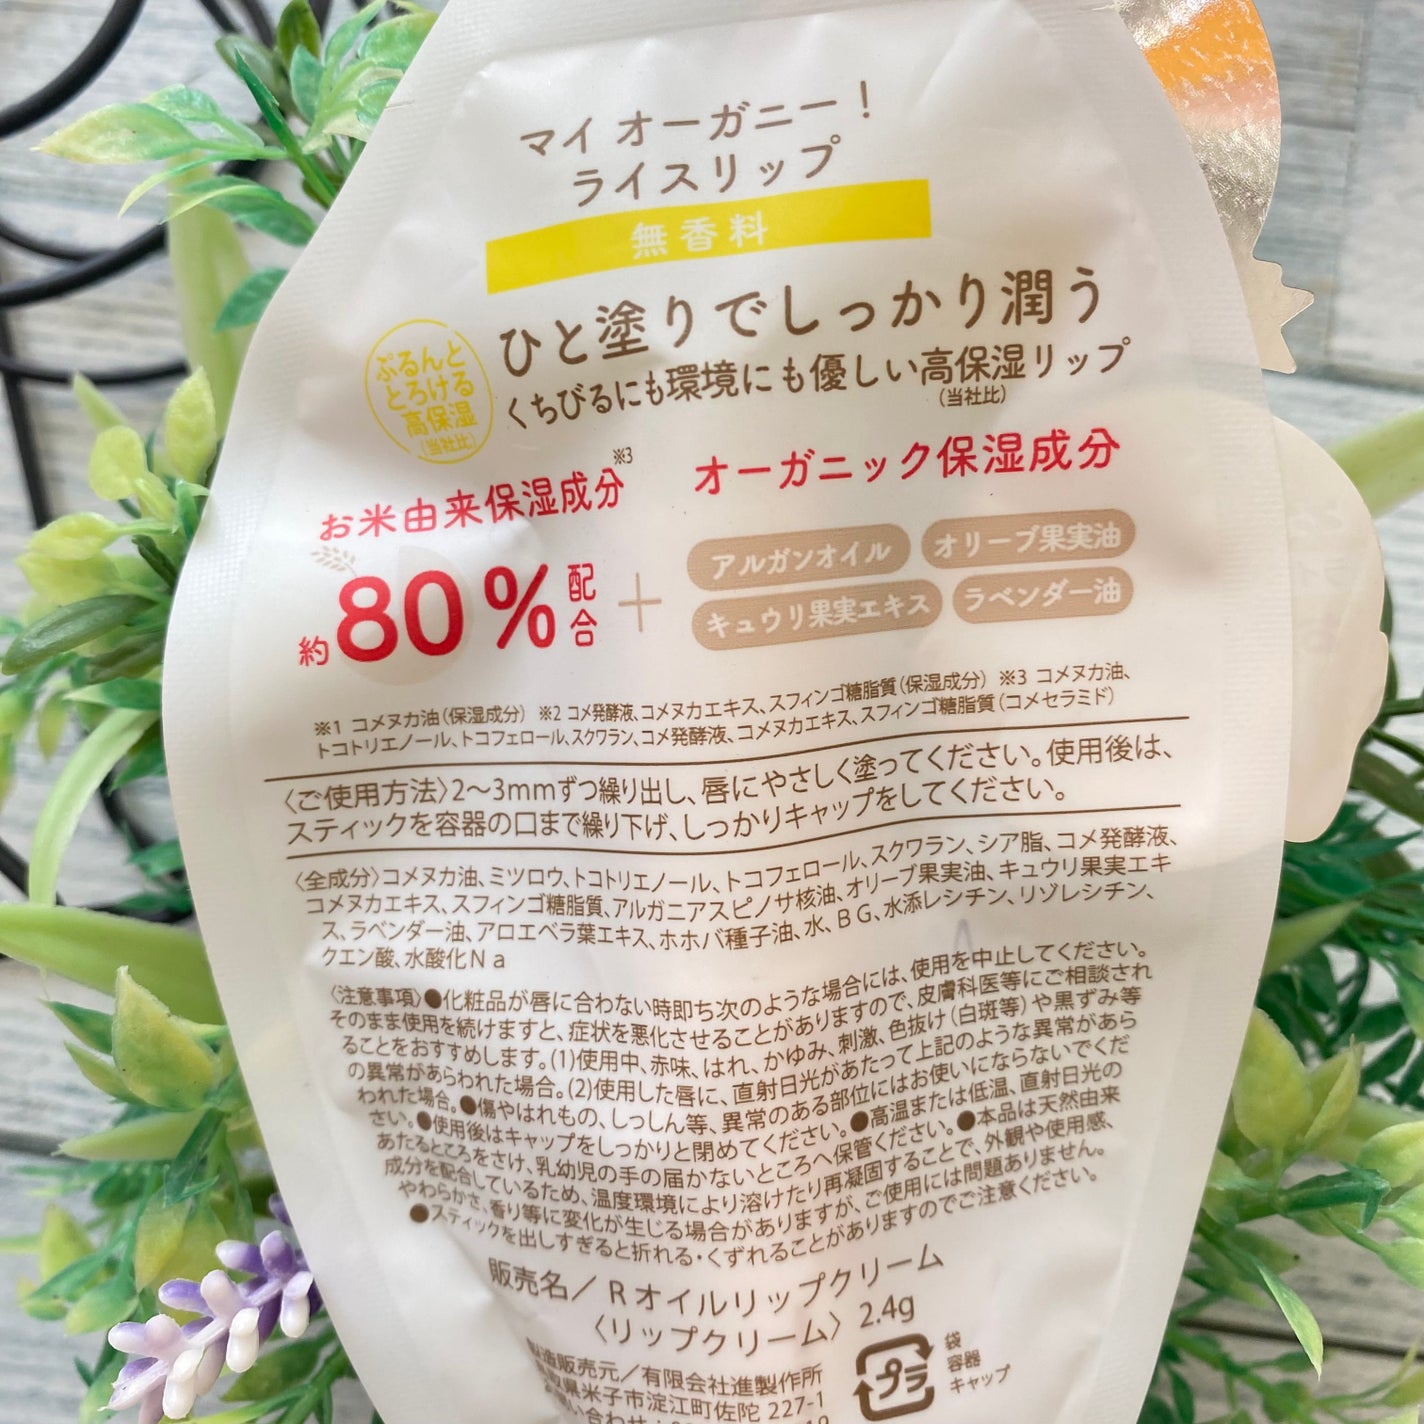 マイ オーガニー！
ライスリップ
無香料
ひと塗りでしっかり潤う
くちびるにも環境にも優しい高保湿リップ
(当社比)
ぷるんと
とろける
高保湿
(当社比)
お米由来保湿成分※3
約80%配合
+
オーガニック保湿成分
アルガンオイル
オリーブ果実油
キュウリ果実エキス
ラベンダー油
※1 コメヌカ油(保湿成分) ※2 コメ発酵液、コメヌカエキス、スフィンゴ糖脂質(保湿成分) ※3 コメヌカ油、
トコトリエノール、トコフェロール、スクワラン、コメ発酵液、コメヌカエキス、スフィンゴ糖脂質(コメセラミド)
〈ご使用方法〉2〜3mmずつ繰り出し、唇にやさしく塗ってください。使用後は、
スティックを容器の口まで繰り下げ、しっかりキャップをしてください。
〈全成分〉コメヌカ油、ミツロウ、トコトリエノール、トコフェロール、スクワラン、シア脂、コメ発酵液、
コメヌカエキス、スフィンゴ糖脂質、アルガニアスピノサ核油、オリーブ果実油、キュウリ果実エキ
ス、ラベンダー油、アロエベラ葉エキス、ホホバ種子油、水、BG、水添レシチン、リゾレシチン、
クエン酸、水酸化Na
〈注意事項〉●化粧品が唇に合わない時即ち次のような場合には、使用を中止してください。
そのまま使用を続けますと、症状を悪化させることがありますので、皮膚科医等にご相談され
ることをおすすめします。(1)使用中、赤味、はれ、かゆみ、刺激、色抜け(白斑等)や黒ずみ等
の異常があらわれた場合。(2)使用した唇に、直射日光があたって上記のような異常があら
われた場合。●傷やはれもの、しっしん等、異常のある部位にはお使いにならないでくだ
さい。●使用後はキャップをしっかりと閉めてください。●高温または低温、直射日光の
あたるところをさけ、乳幼児の手の届かないところへ保管ください。●本品は天然由来
成分を配合しているため、温度環境により溶けたり再凝固することで、外観や使用感、
やわらかさ、香り等に変化が生じる場合がありますが、ご使用には問題ありません。
●スティックを出しすぎると折れる・くずれることがありますのでご注意ください。
販売名／Rオイルリップクリーム
〈リップクリーム〉2.4g
製造販売元／有限会社進製作所
県米子市淀江町佐陀 227-1
プラ
袋
容器
キャップ